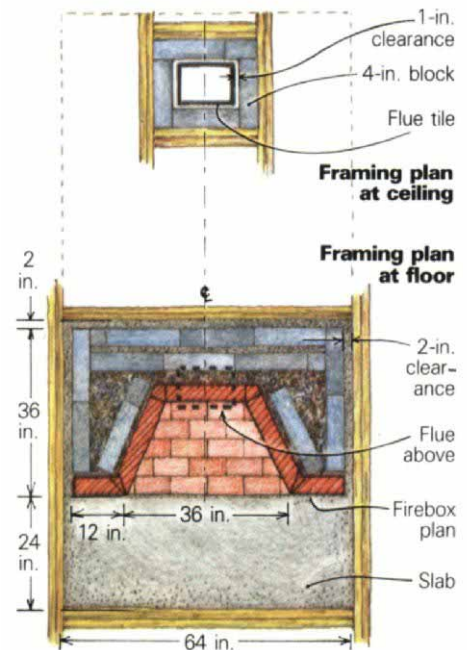 1-in.
clearance
4-in. block
Flue tile
Framing plan
at ceiling
Framing plan
at floor
2
in.
℄
2-in.
clear-
ance
36
in.
Flue
above
12 in.
36 in.
Firebox
plan
24
in.
Slab
64 in.